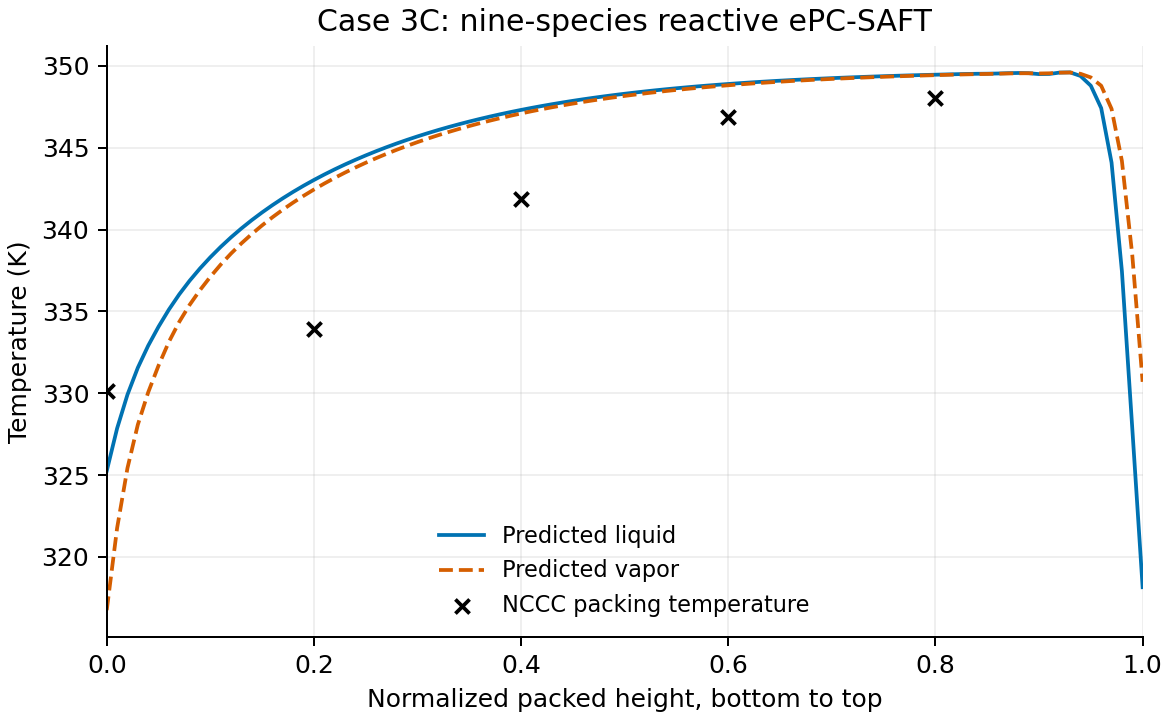 Case 3C: nine-species reactive ePC-SAFT
Temperature (K)
350
345
340
335
330
325
320
Predicted liquid
Predicted vapor
NCCC packing temperature
0.0 0.2 0.4 0.6 0.8 1.0
Normalized packed height, bottom to top